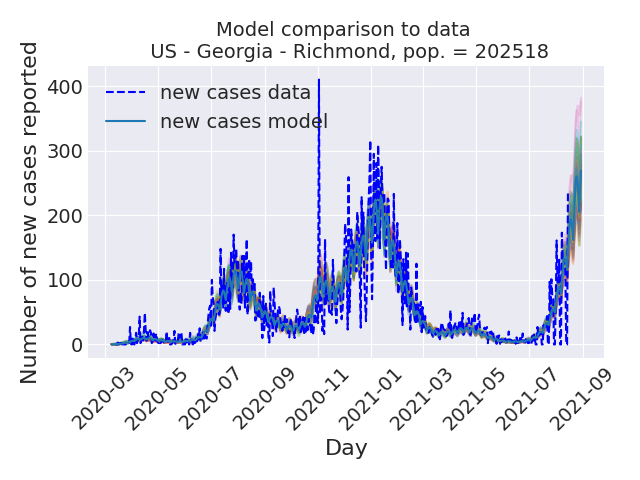 Model comparison to data
US - Georgia - Richmond, pop. = 202518
Number of new cases reported
400
300
200
100
0
new cases data
new cases model
2020-03
2020-05
2020-07
2020-09
2020-11
2021-01
2021-03
2021-05
2021-07
2021-09
Day